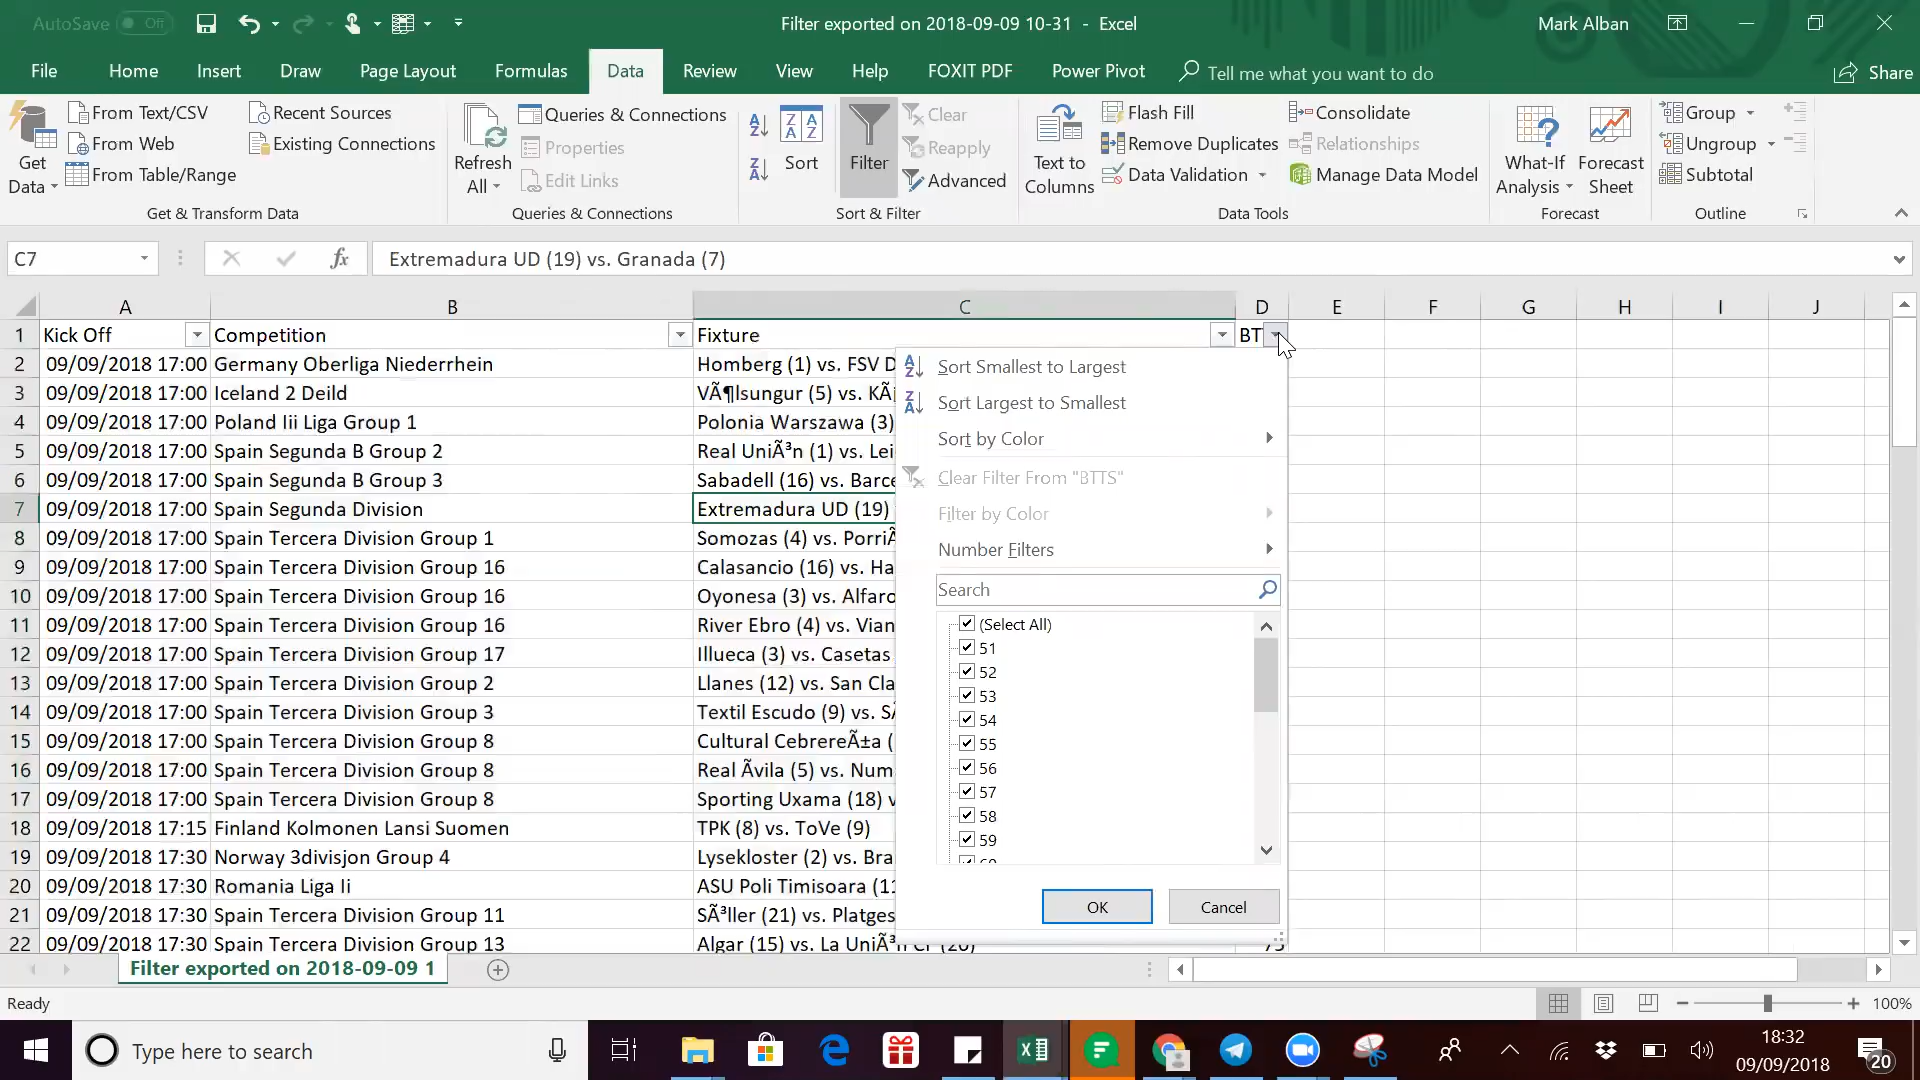 AutoSave Off Filter exported on 2018-09-09 10-31 - Excel Mark Alban
File Home Insert Draw Page Layout Formulas Data Review View Help FOXIT PDF Power Pivot Tell me what you want to do Share
Get Data
From Text/CSV
From Web
From Table/Range
Recent Sources
Existing Connections
Get & Transform Data
Refresh All
Queries & Connections
Properties
Edit Links
Queries & Connections
Sort
Filter
Clear
Reapply
Advanced
Sort & Filter
Text to Columns
Flash Fill
Remove Duplicates
Data Validation
Consolidate
Relationships
Manage Data Model
Data Tools
What-If Analysis
Forecast Sheet
Forecast
Group
Ungroup
Subtotal
Outline
C7 fx Extremadura UD (19) vs. Granada (7)
A B C D E F G H I J
1 Kick Off Competition Fixture BT
2 09/09/2018 17:00 Germany Oberliga Niederrhein Homberg (1) vs. FSV D
3 09/09/2018 17:00 Iceland 2 Deild VÃ¶lsungur (5) vs. KÃ¡
4 09/09/2018 17:00 Poland Iii Liga Group 1 Polonia Warszawa (3)
5 09/09/2018 17:00 Spain Segunda B Group 2 Real UniÃ³n (1) vs. Lei
6 09/09/2018 17:00 Spain Segunda B Group 3 Sabadell (16) vs. Barce
7 09/09/2018 17:00 Spain Segunda Division Extremadura UD (19)
8 09/09/2018 17:00 Spain Tercera Division Group 1 Somozas (4) vs. PorriÃ
9 09/09/2018 17:00 Spain Tercera Division Group 16 Calasancio (16) vs. Ha
10 09/09/2018 17:00 Spain Tercera Division Group 16 Oyonesa (3) vs. Alfaro
11 09/09/2018 17:00 Spain Tercera Division Group 16 River Ebro (4) vs. Vian
12 09/09/2018 17:00 Spain Tercera Division Group 17 Illueca (3) vs. Casetas
13 09/09/2018 17:00 Spain Tercera Division Group 2 Llanes (12) vs. San Cla
14 09/09/2018 17:00 Spain Tercera Division Group 3 Textil Escudo (9) vs. SÃ
15 09/09/2018 17:00 Spain Tercera Division Group 8 Cultural CebrereÃ±a (
16 09/09/2018 17:00 Spain Tercera Division Group 8 Real Ãvila (5) vs. Num
17 09/09/2018 17:00 Spain Tercera Division Group 8 Sporting Uxama (18) v
18 09/09/2018 17:15 Finland Kolmonen Lansi Suomen TPK (8) vs. ToVe (9)
19 09/09/2018 17:30 Norway 3divisjon Group 4 Lysekloster (2) vs. Bra
20 09/09/2018 17:30 Romania Liga Ii ASU Poli Timisoara (11
21 09/09/2018 17:30 Spain Tercera Division Group 11 SÃ³ller (21) vs. Platges
22 09/09/2018 17:30 Spain Tercera Division Group 13 Algar (15) vs. La UniÃ³n CF (20)
Sort Smallest to Largest
Sort Largest to Smallest
Sort by Color
Clear Filter From "BTTS"
Filter by Color
Number Filters
Search
(Select All)
51
52
53
54
55
56
57
58
59
OK Cancel
Filter exported on 2018-09-09 1
Ready 100%
Type here to search 18:32
09/09/2018
20